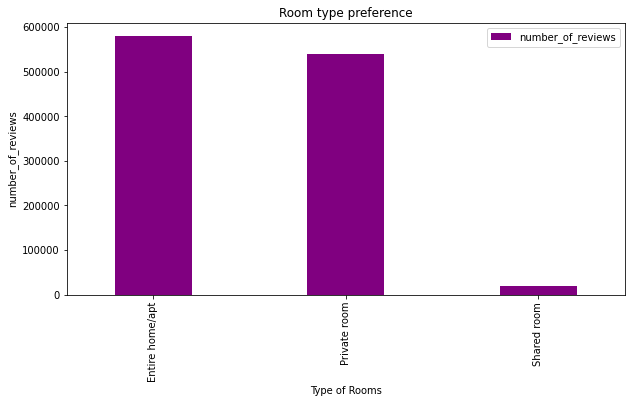 Room type preference
number_of_reviews
number_of_reviews
600000
500000
400000
300000
200000
100000
0
Entire home/apt
Private room
Shared room
Type of Rooms